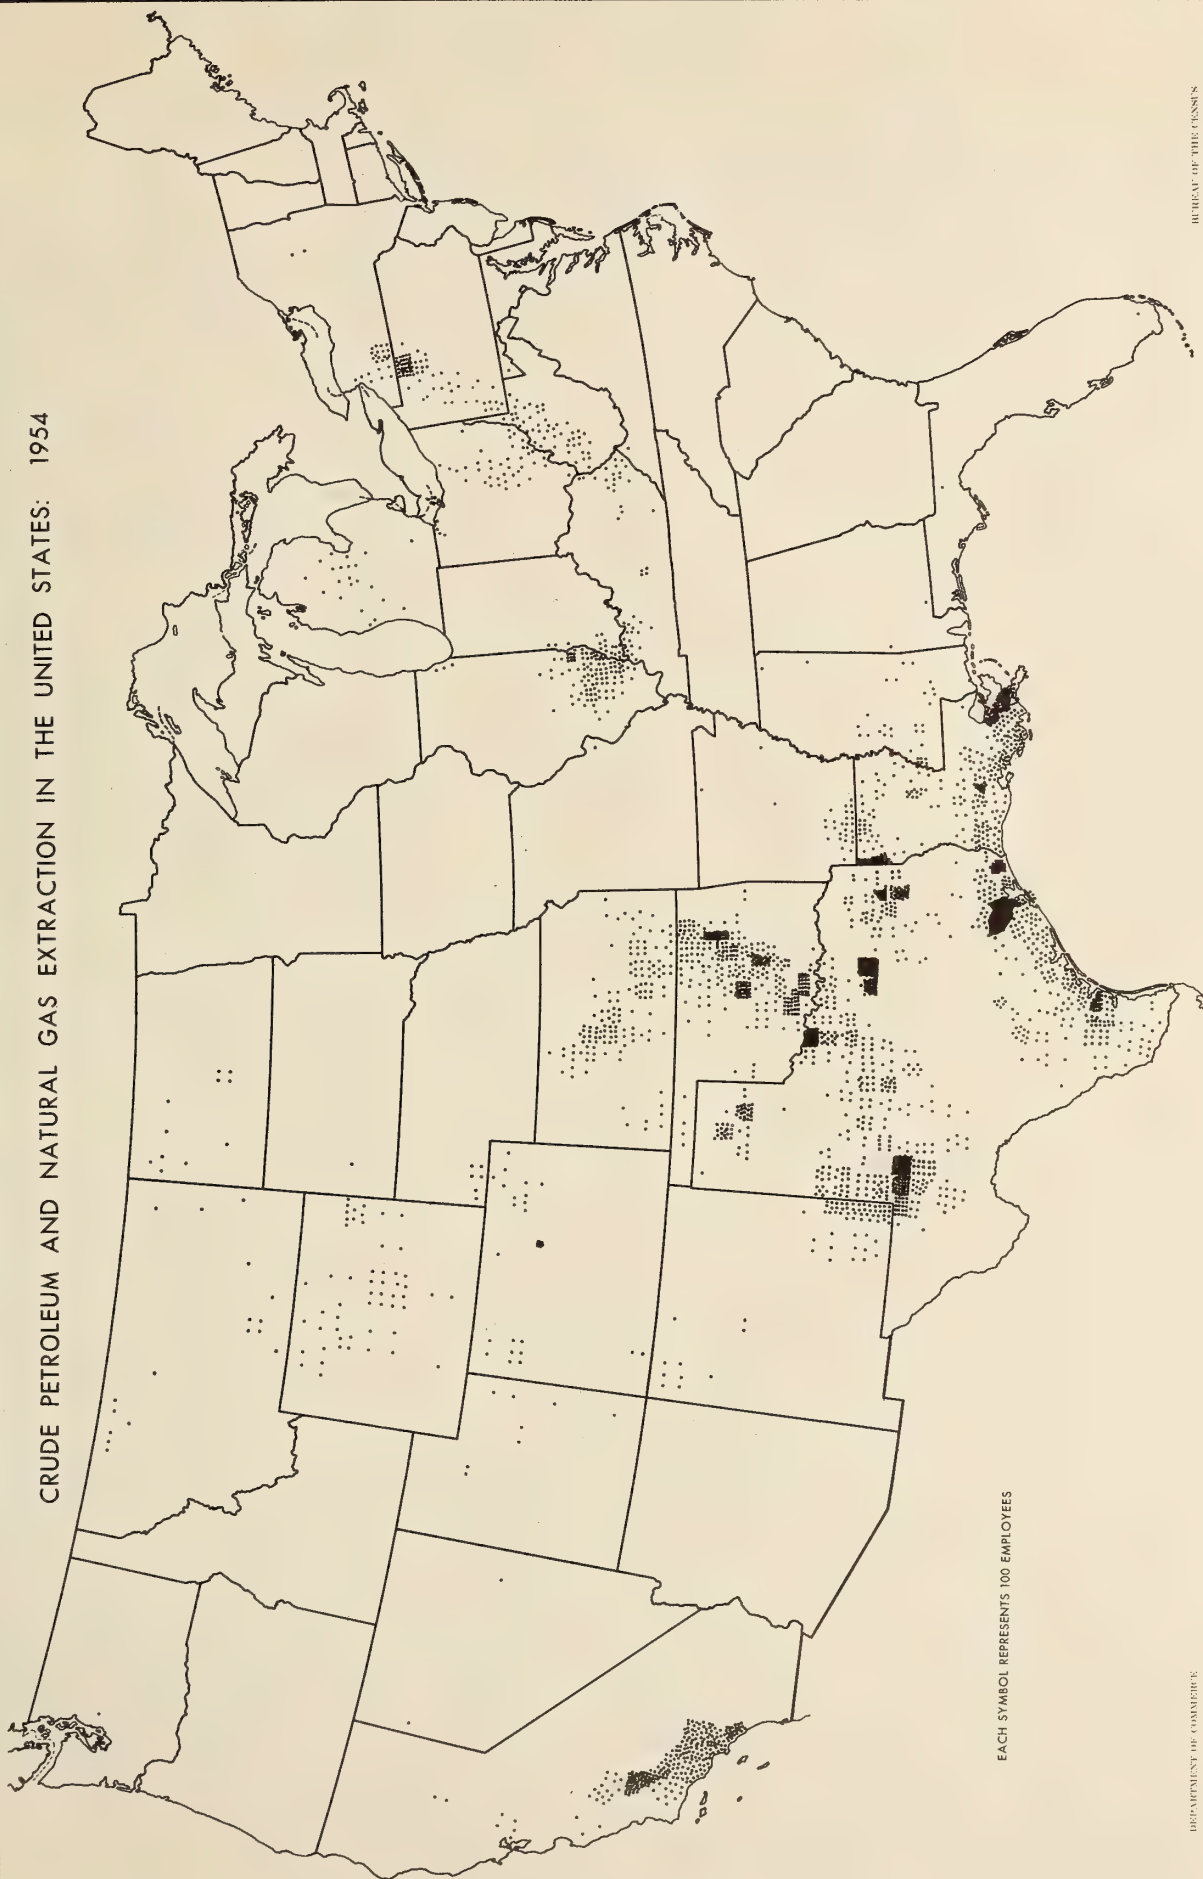 CRUDE PETROLEUM AND NATURAL GAS EXTRACTION IN THE UNITED STATES: 1954
EACH SYMBOL REPRESENTS 100 EMPLOYEES
DEPARTMENT OF COMMERCE
BUREAU OF THE CENSUS